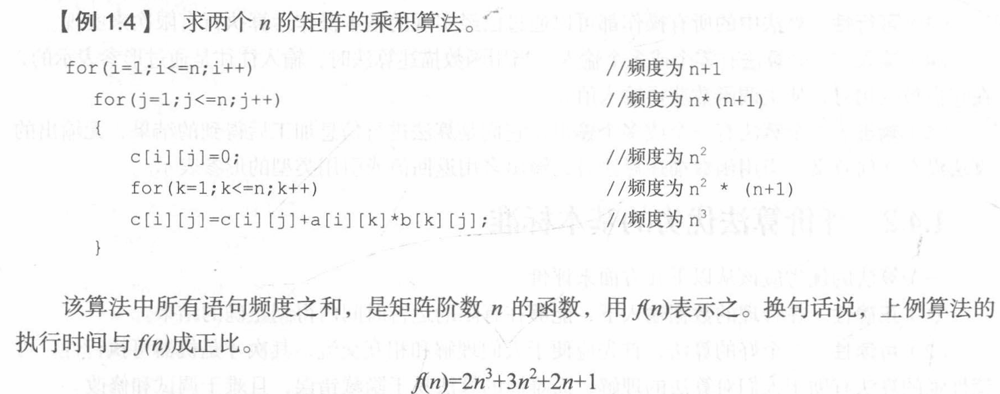 【例 1.4】 求两个 n 阶矩阵的乘积算法。
for(i=1;i<=n;i++) //频度为 n+1
for(j=1;j<=n;j++) //频度为 n*(n+1)
{
c[i][j]=0; //频度为 n²
for(k=1;k<=n;k++) //频度为 n² * (n+1)
c[i][j]=c[i][j]+a[i][k]*b[k][j]; //频度为 n³
}
该算法中所有语句频度之和，是矩阵阶数 n 的函数，用 f(n)表示之。换句话说，上例算法的
执行时间与 f(n)成正比。
f(n)=2n³+3n²+2n+1